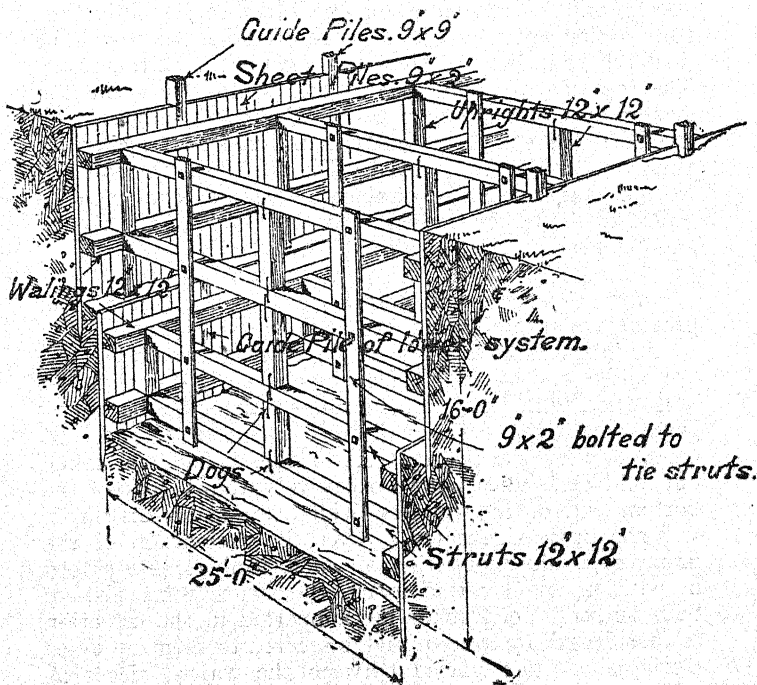 Guide Piles. 9"x9"
Sheet Piles. 9"x2"
Uprights 12"x12"
Walings 12"x12"
Guide Pile of lower system.
16'-0"
9"x2" bolted to
tie struts.
Dogs
Struts 12"x12"
25'-0"